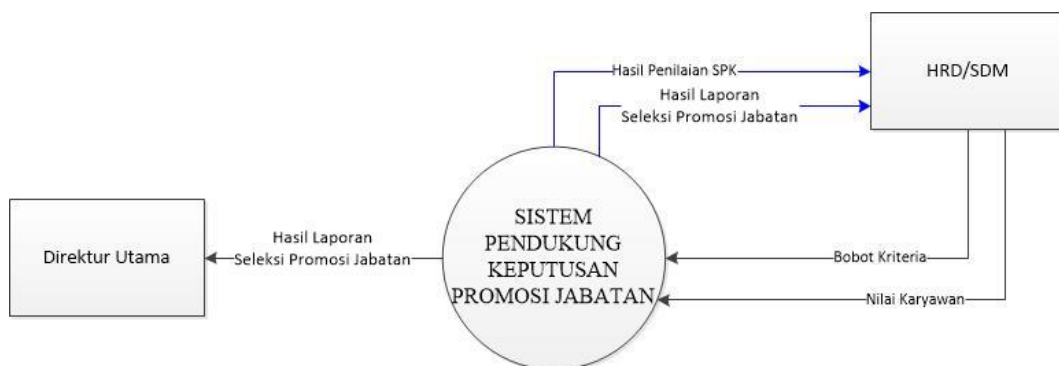 Hasil Penilaian SPK
HRD/SDM
Hasil Laporan
Seleksi Promosi Jabatan
SISTEM
PENDUKUNG
KEPUTUSAN
PROMOSI JABATAN
Direktur Utama
Hasil Laporan
Seleksi Promosi Jabatan
Bobot Kriteria
Nilai Karyawan